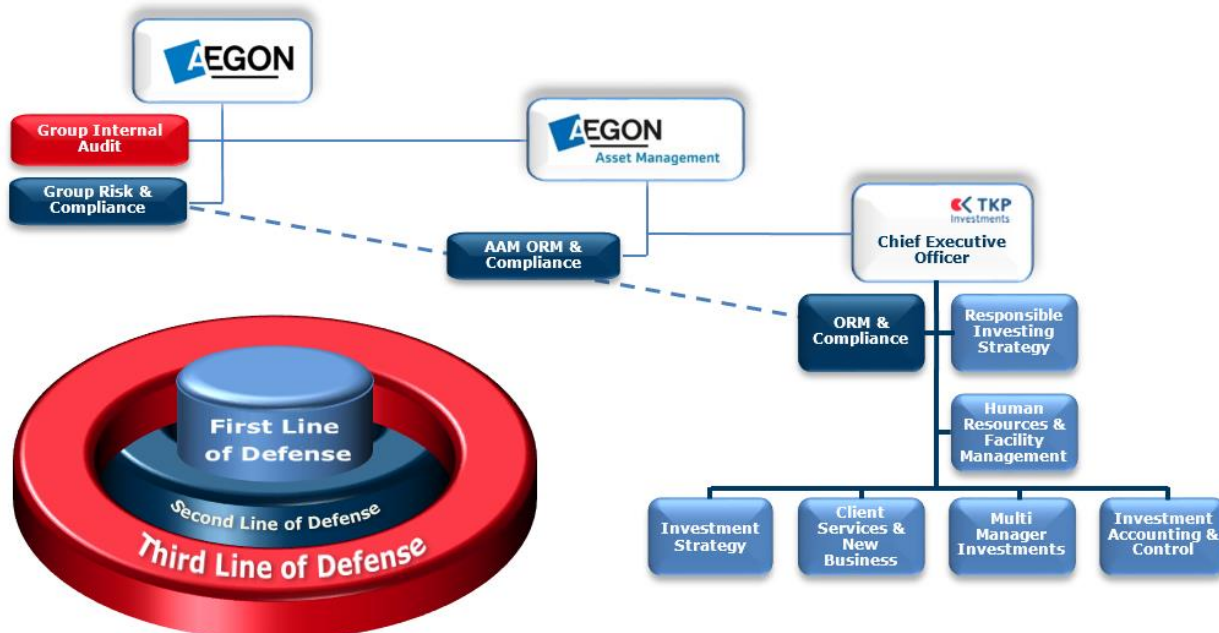 AEGON
Group Internal
Audit
Group Risk &
Compliance
AEGON
Asset Management
AAM ORM &
Compliance
TKP
Investments
Chief Executive
Officer
ORM &
Compliance
Responsible
Investing
Strategy
Human
Resources &
Facility
Management
Investment
Strategy
Client
Services &
New
Business
Multi
Manager
Investments
Investment
Accounting &
Control
First Line
of Defense
Second Line of Defense
Third Line of Defense